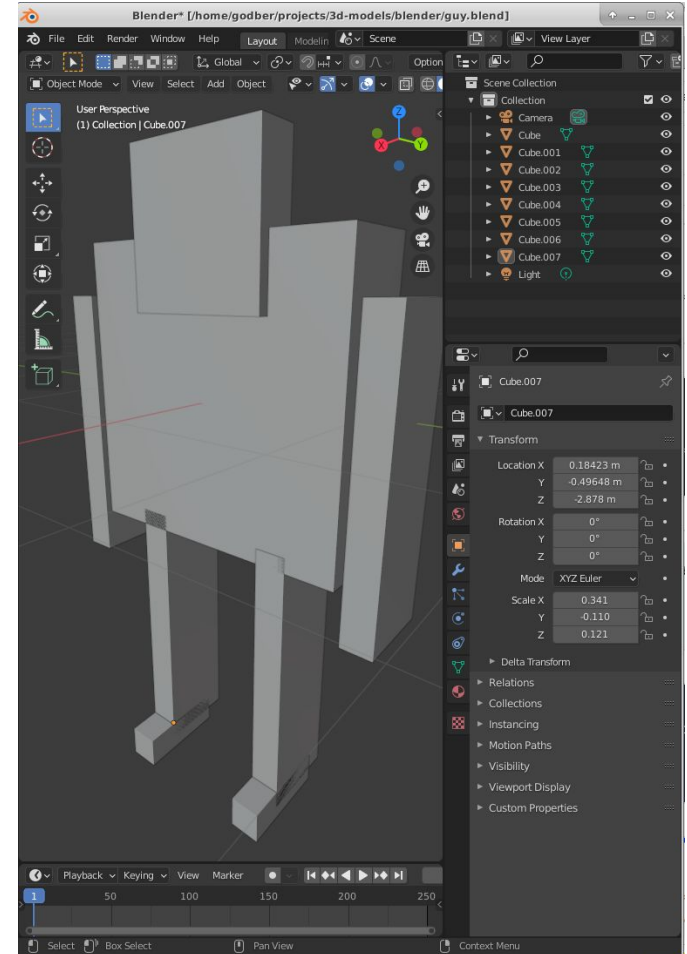 Blender* [/home/godber/projects/3d-models/blender/guy.blend]
File Edit Render Window Help Layout Modelin Scene View Layer
Global Option
Object Mode View Select Add Object
User Perspective
(1) Collection | Cube.007
Z
X
Y
Scene Collection
Collection
Camera
Cube
Cube.001
Cube.002
Cube.003
Cube.004
Cube.005
Cube.006
Cube.007
Light
Cube.007
Cube.007
Transform
Location X 0.18423 m
Y -0.49648 m
Z -2.878 m
Rotation X 0°
Y 0°
Z 0°
Mode XYZ Euler
Scale X 0.341
Y -0.110
Z 0.121
Delta Transform
Relations
Collections
Instancing
Motion Paths
Visibility
Viewport Display
Custom Properties
Playback Keying View Marker
1 50 100 150 200 250
Select Box Select Pan View Context Menu